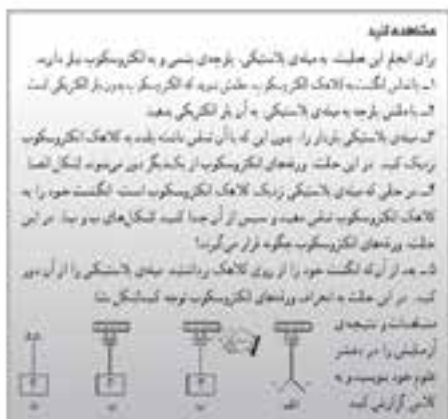 مشاهده کنید
برای انجام این فعالیت به میله‌ی پلاستیکی، پارچه‌ی پشمی و به الکتروسکوپ نیاز دارید.
۱ـ با تماس انگشت به کلاهک الکتروسکوپ مطمئن شوید که الکتروسکوپ بدون بار الکتریکی است.
۲ـ با مالش پارچه به میله‌ی پلاستیکی، به آن بار الکتریکی بدهید.
۳ـ میله‌ی پلاستیکی باردار را، بدون این که با آن تماس داشته باشد به کلاهک الکتروسکوپ
نزدیک کنید. در این حالت ورقه‌های الکتروسکوپ از یک‌دیگر دور می‌شوند (شکل الف)
۴ـ در حالی که میله‌ی پلاستیکی نزدیک کلاهک الکتروسکوپ است، انگشت خود را به
کلاهک الکتروسکوپ تماس دهید و سپس از آن جدا کنید. شکل‌های ب و پ. در این
حالت ورقه‌های الکتروسکوپ چگونه قرار می‌گیرند؟
۵ـ بعد از آن‌که انگشت خود را از روی کلاهک برداشتید، میله‌ی پلاستیکی را از آن دور
کنید. در این حالت به انحراف ورقه‌های الکتروسکوپ توجه کنید (شکل ت)
مشاهدات و نتیجه‌ی
آزمایش را در دفتر
علوم خود بنویسید و به
کلاس گزارش کنید.
الف
ب